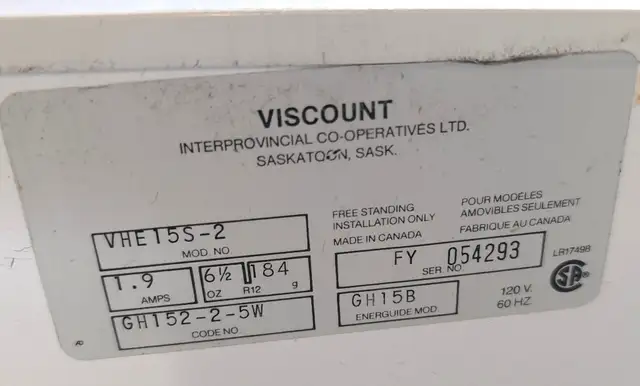 VISCOUNT
INTERPROVINCIAL CO-OPERATIVES LTD.
SASKATOON, SASK.
VHE15S-2
MOD. NO.
1.9
AMPS
6½
OZ
R12
184
g
GH152-2-5W
CODE NO.
FREE STANDING
INSTALLATION ONLY
MADE IN CANADA
POUR MODÈLES
AMOVIBLES SEULEMENT
FABRIQUE AU CANADA
FY 054293
SER. NO.
GH15B
ENERGUIDE MOD.
LR17498
SA
120 V.
60 HZ.